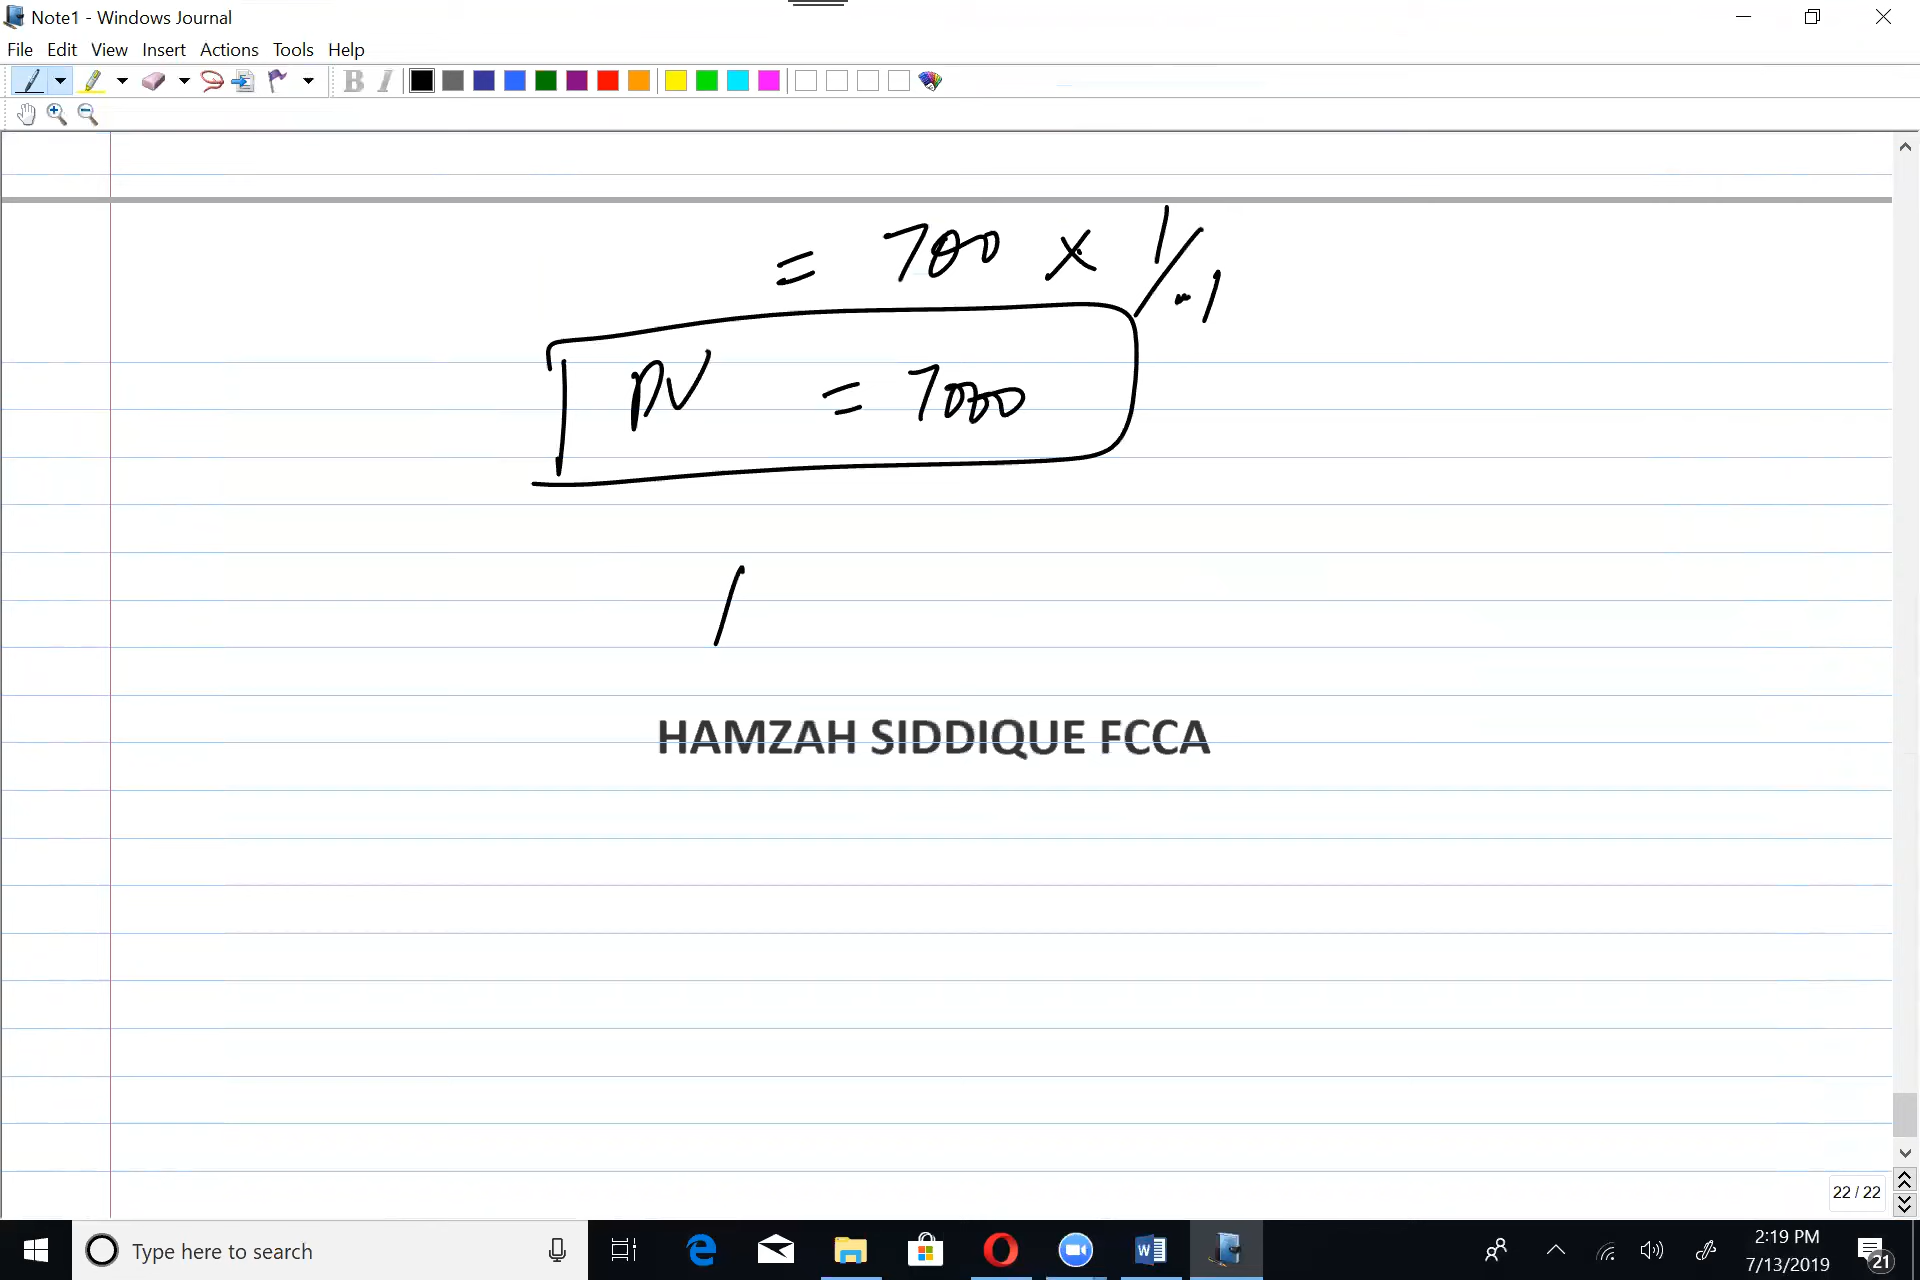 Note1 - Windows Journal
File Edit View Insert Actions Tools Help
B I
= 700 x 1/.1
PV = 7000
/
HAMZAH SIDDIQUE FCCA
22 / 22
Type here to search
2:19 PM
7/13/2019
21